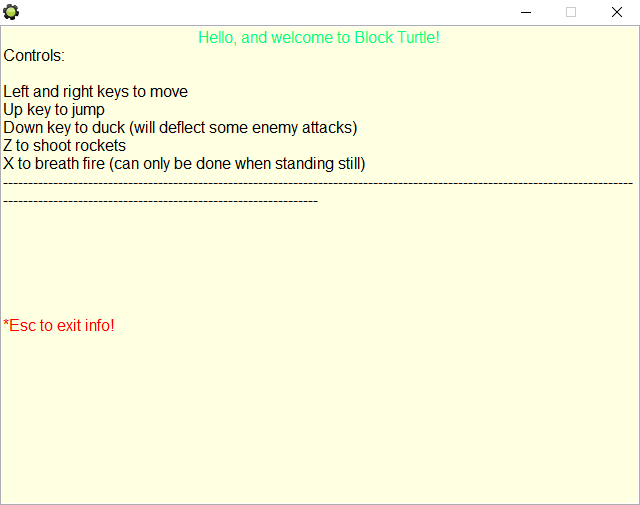 Hello, and welcome to Block Turtle!
Controls:
Left and right keys to move
Up key to jump
Down key to duck (will deflect some enemy attacks)
Z to shoot rockets
X to breath fire (can only be done when standing still)
------------------------------------------------------------------------------------------------------------------------------
---------------------------------------------------------------
*Esc to exit info!